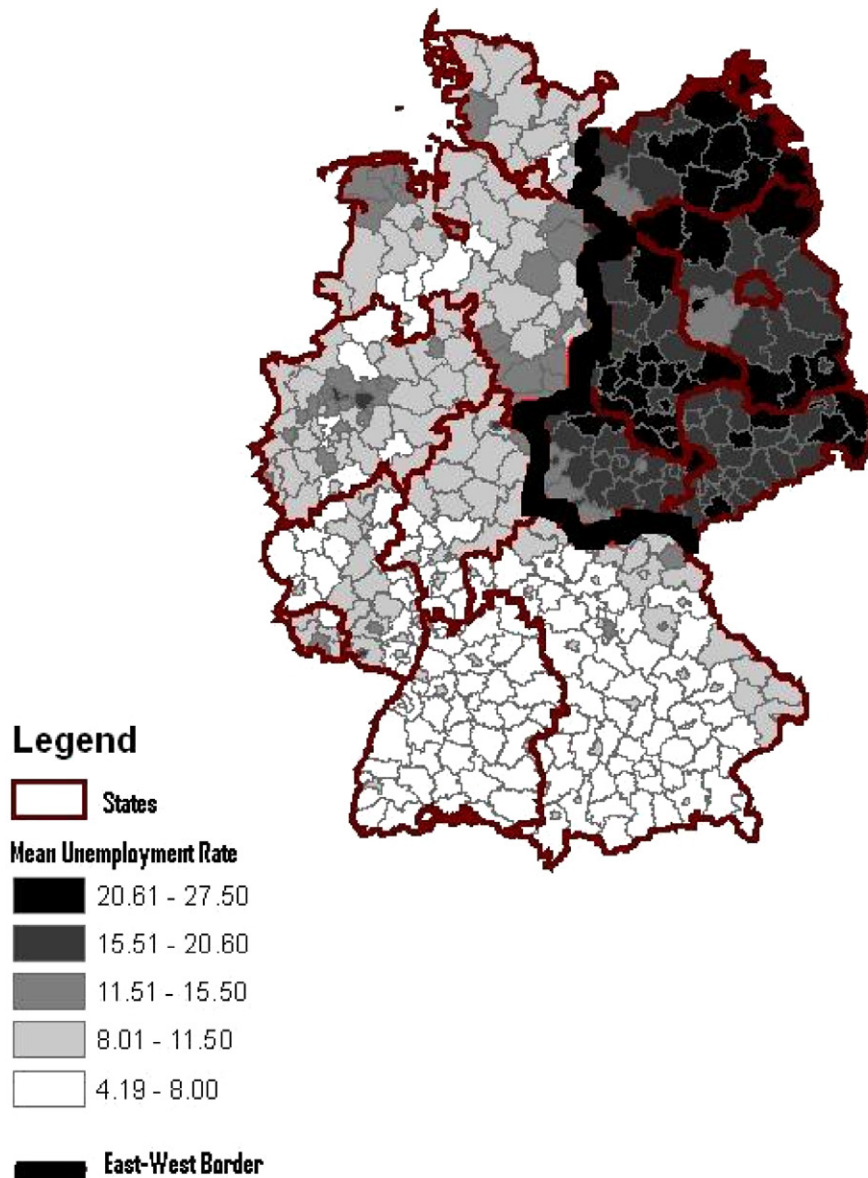 Legend
States
Mean Unemployment Rate
20.61 - 27.50
15.51 - 20.60
11.51 - 15.50
8.01 - 11.50
4.19 - 8.00
East-West Border